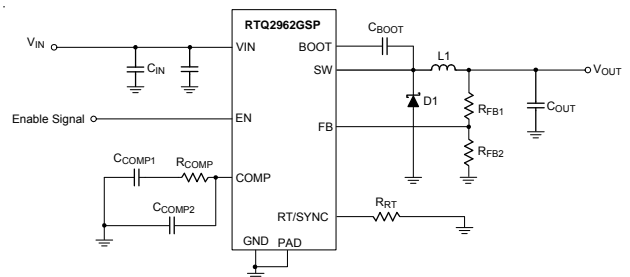 RTQ2962GSP
VIN
VIN
CIN
BOOT
CBOOT
SW
L1
VOUT
D1
RFB1
COUT
Enable Signal
EN
FB
RFB2
CCOMP1
RCOMP
COMP
CCOMP2
RT/SYNC
RRT
GND
PAD